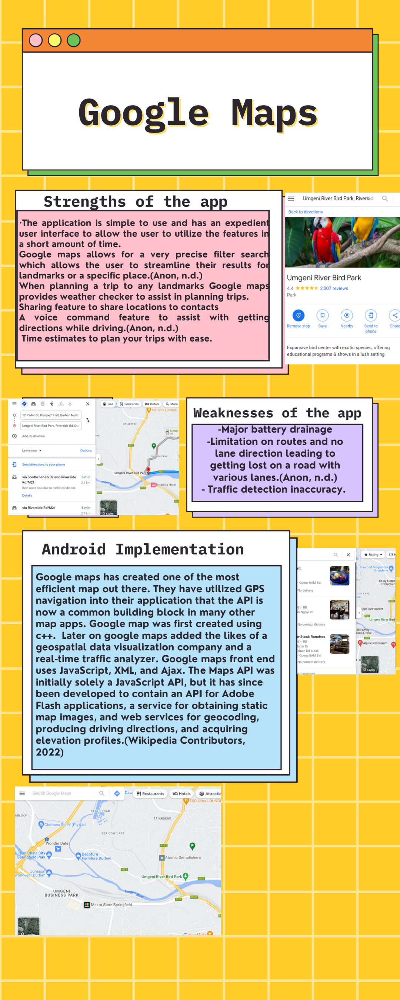 Google Maps
Strengths of the app
·The application is simple to use and has an expedient
user interface to allow the user to utilize the features in
a short amount of time.
Google maps allows for a very precise filter search
which allows the user to streamline their results for
landmarks or a specific place.(Anon, n.d.)
When planning a trip to any landmarks Google maps
provides weather checker to assist in planning trips.
Sharing feature to share locations to contacts
A voice command feature to assist with getting
directions while driving.(Anon, n.d.)
Time estimates to plan your trips with ease.
Umgeni River Bird Park, Riversid
Back to directions
Umgeni River Bird Park
4.4 2,007 reviews
Park
Remove stop Save Nearby Send to phone Share
Expansive bird center with exotic species, offering
educational programs & shows in a lush setting.
12 Radar Dr, Prospect Hall, Durban North
Umgeni River Bird Park, Riverside Rd, Dur
Add destination
Leave now Options
Send directions to your phone
via Soofie Saheb Dr and Riverside 5 min
Rd/M21 2.9 km
Best route now due to traffic conditions
Details
via Riverside Rd/M21 5 min
2.7 km
Gas Groceries Hotels More
TSD Ultra LOUNGE
BRIARDENE
AKE
R102
5 min
2.9 km
UMGENI PARK
Umgeni River Bird Park
M21
Umgeni River
Britannia Hotel
M19
M21
Layers
Weaknesses of the app
-Major battery drainage
-Limitation on routes and no
lane direction leading to
getting lost on a road with
various lanes.(Anon, n.d.)
- Traffic detection inaccuracy.
Android Implementation
Google maps has created one of the most
efficient map out there. They have utilized GPS
navigation into their application that the API is
now a common building block in many other
map apps. Google map was first created using
c++. Later on google maps added the likes of a
geospatial data visualization company and a
real-time traffic analyzer. Google maps front end
uses JavaScript, XML, and Ajax. The Maps API was
initially solely a JavaScript API, but it has since
been developed to contain an API for Adobe
Flash applications, a service for obtaining static
map images, and web services for geocoding,
producing driving directions, and acquiring
elevation profiles.(Wikipedia Contributors,
2022)
nt
· Opens 6AM Sat
No delivery
8) · RR
n Ngoyi Rd
No-contact delivery
r Steak Ranches
8) · RR
adar Dr
chain for steak
· Opens 8AM Sat
No-contact delivery
n map moves
Rating H
Dawood Megastore
Briardene
Kolay Home
of Chicken
COW LAKE
R102
apps Restaurant
M21
Umgeni River Bird
illi Family
rant & Take...
M19
Alpine Restaurant
Layers
Search Google Maps
Daw
Restaurants Hotels Attractio
TSD Ultra LOUNGE
PETER ROAD
ARLOCK
BRIARDENE
Chohans Spice (Pty)Ltd
SEA COW LAKE
2
Wonder Dates
R102
Durban China City
Springfield Park
Decofurn
Furniture Durban
Atomic Demolishers
M21
Jonsson
Workwear Durban
Umgeni River Bird Park
M21
UMGENI
BUSINESS PARK
Umgeni River
M19
R102
Makro Store Springfield